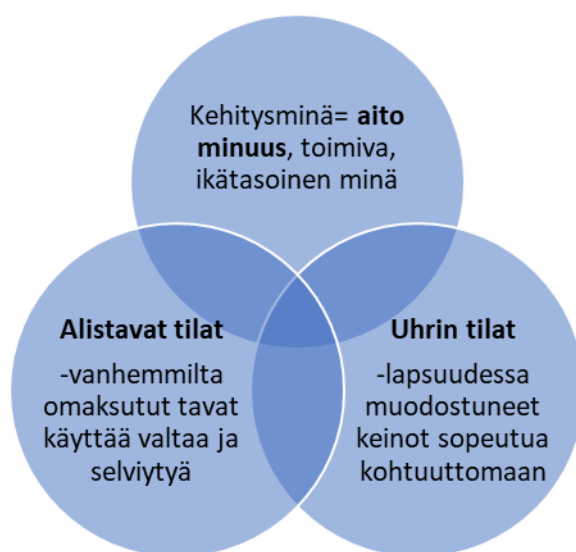 Kehitysminä= aito
minuus, toimiva,
ikätasoinen minä
Alistavat tilat
-vanhemmilta
omaksutut tavat
käyttää valtaa ja
selviytyä
Uhrin tilat
-lapsuudessa
muodostuneet
keinot sopeutua
kohtuuttomaan